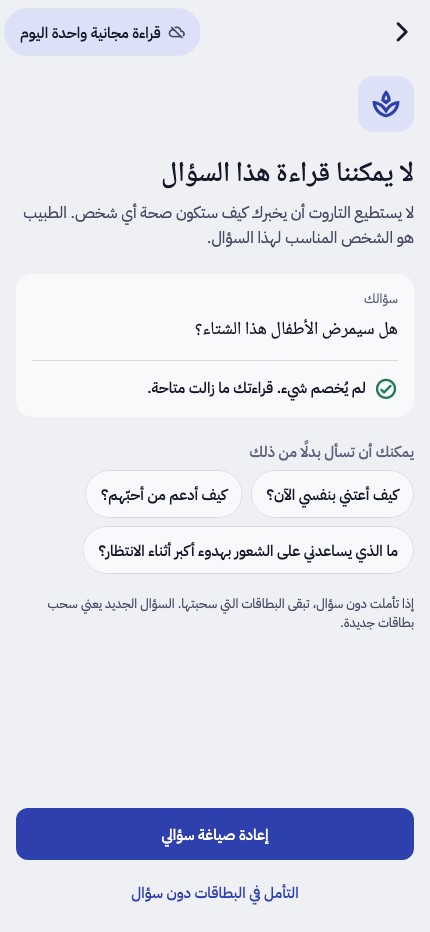 قراءة مجانية واحدة اليوم
لا يمكننا قراءة هذا السؤال
لا يستطيع التاروت أن يخبرك كيف ستكون صحة أي شخص. الطبيب
هو الشخص المناسب لهذا السؤال.
سؤالك
هل سيمرض الأطفال هذا الشتاء؟
لم يُخصم شيء. قراءتك ما زالت متاحة.
يمكنك أن تسأل بدلًا من ذلك
كيف أعتني بنفسي الآن؟
كيف أدعم من أحبّهم؟
ما الذي يساعدني على الشعور بهدوء أكبر أثناء الانتظار؟
إذا تأملت دون سؤال، تبقى البطاقات التي سحبتها. السؤال الجديد يعني سحب
بطاقات جديدة.
إعادة صياغة سؤالي
التأمل في البطاقات دون سؤال